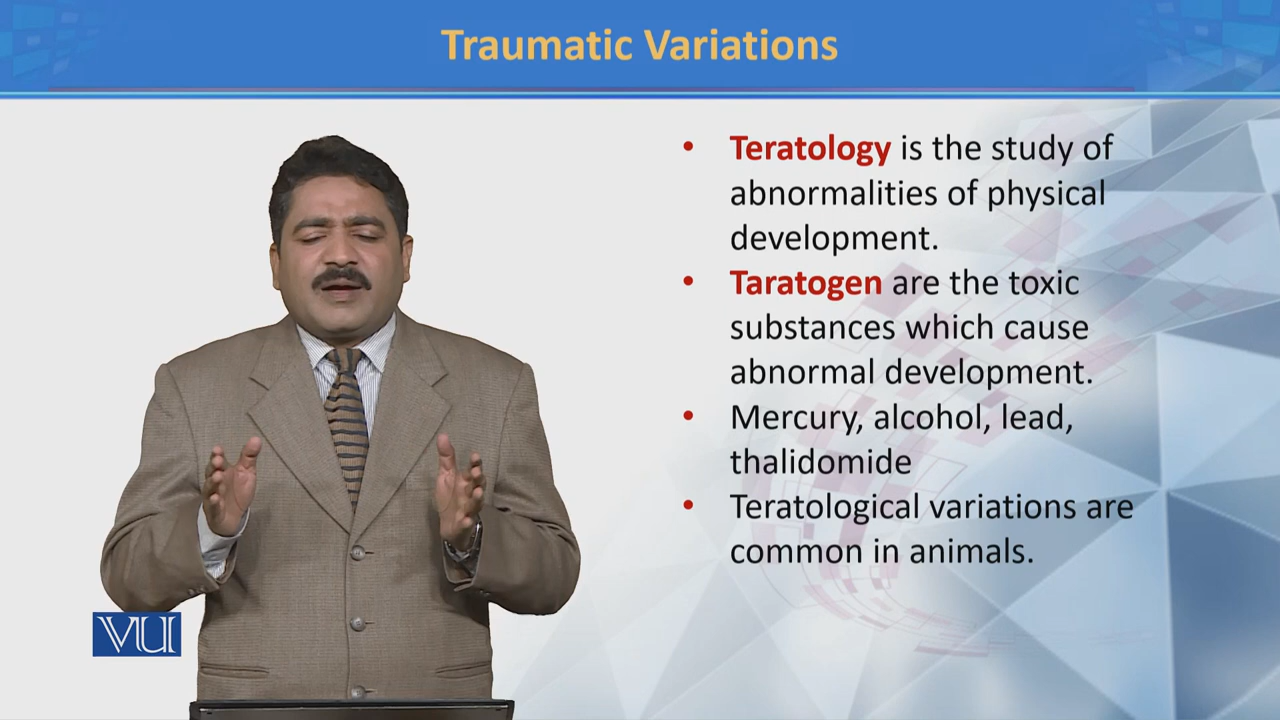 Traumatic Variations
• Teratology is the study of
abnormalities of physical
development.
• Taratogen are the toxic
substances which cause
abnormal development.
• Mercury, alcohol, lead,
thalidomide
• Teratological variations are
common in animals.
VU